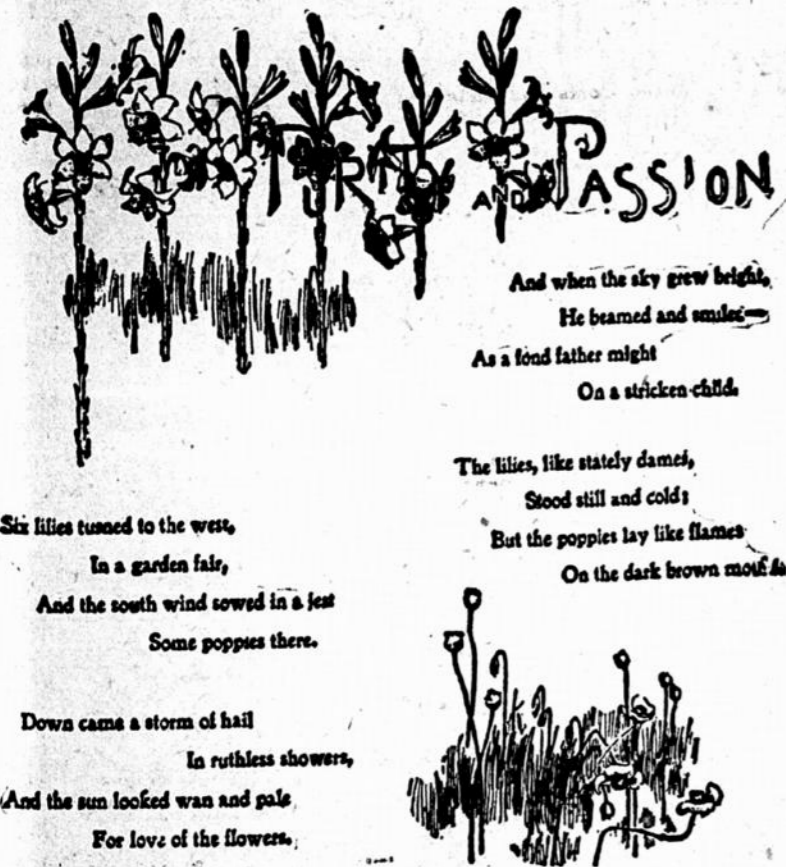 AND PASSION
Six lilies turned to the west,
In a garden fair,
And the south wind sowed in a jest
Some poppies there.
Down came a storm of hail
In ruthless showers,
And the sun looked wan and pale
For love of the flowers.
And when the sky grew bright,
He beamed and smiled—
As a fond father might
On a stricken child.
The lilies, like stately dames,
Stood still and cold;
But the poppies lay like flames
On the dark brown